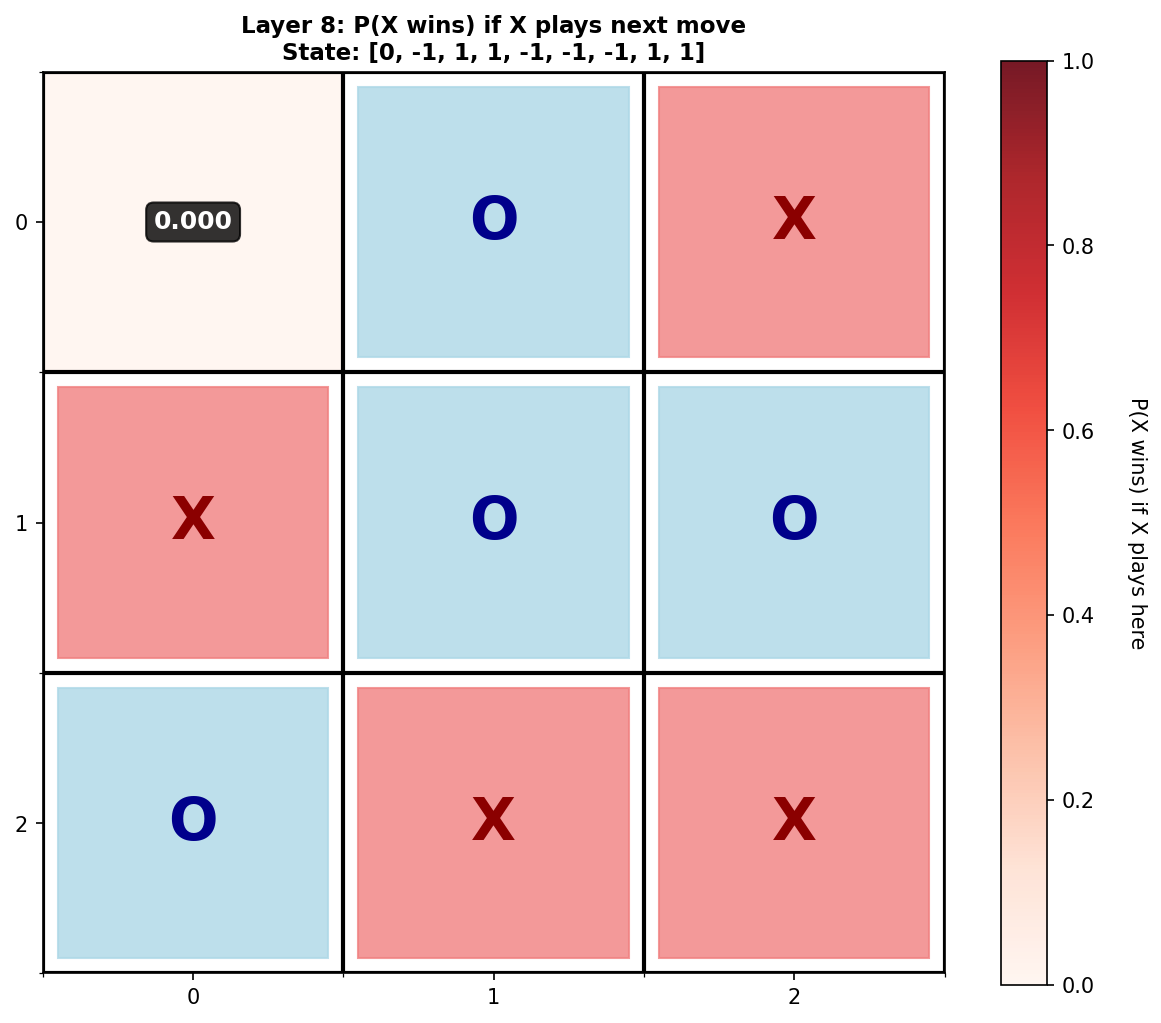 Layer 8: P(X wins) if X plays next move
State: [0, -1, 1, 1, -1, -1, -1, 1, 1]
0.000
O
X
X
O
O
O
X
X
0
1
2
0
1
2
1.0
0.8
0.6
0.4
0.2
0.0
P(X wins) if X plays here